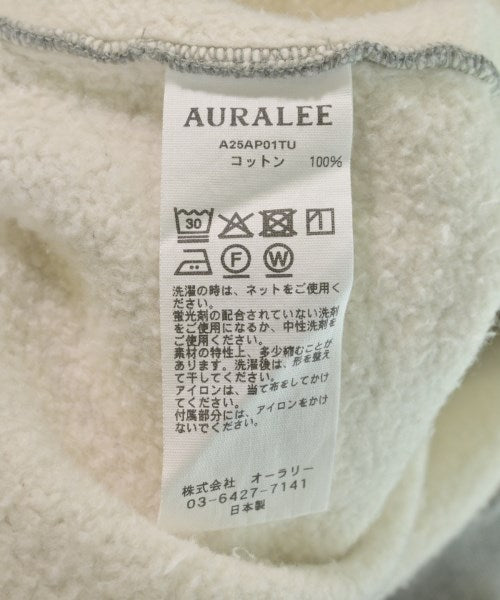 AURALEE
A25AP01TU
コットン 100%
30
F W
洗濯の時は、ネットをご使用く
ださい。
蛍光剤の配合されていない洗剤
をご使用になるか、中性洗剤を
ご使用ください。
素材の特性上、多少縮むことが
あります。洗濯後は、形を整え
て干してください。
アイロンは、当て布をしてかけ
てください。
付属部分には、アイロンをかけ
ないでください。
株式会社 オーラリー
03-6427-7141
日本製